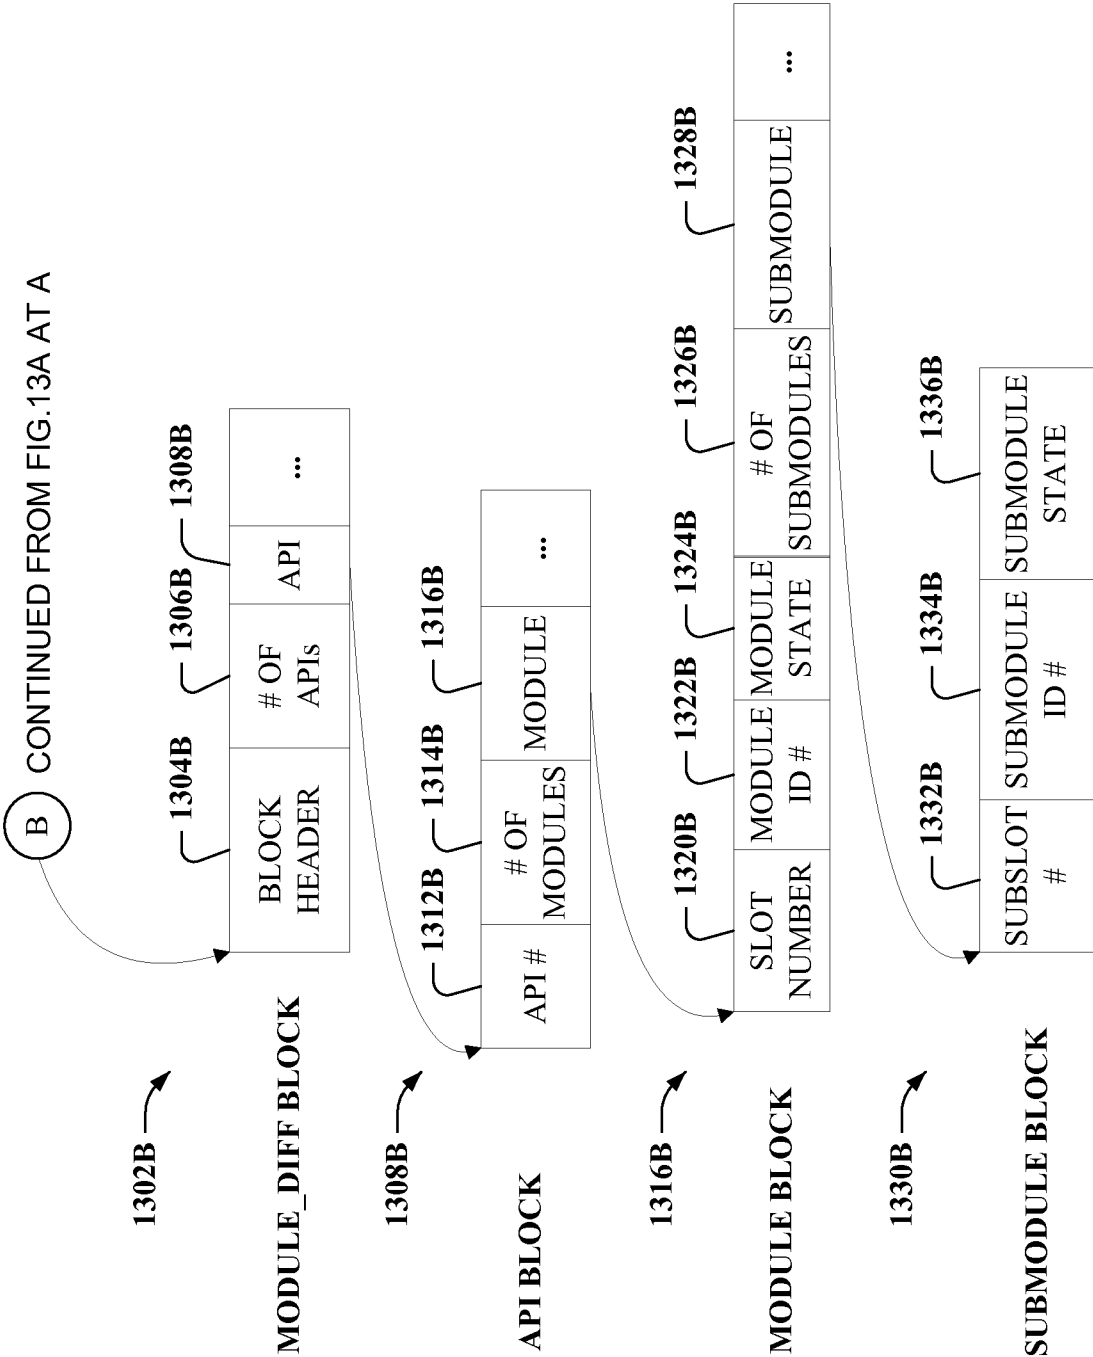 B CONTINUED FROM FIG.13A AT A
1302B
MODULE_DIFF BLOCK
1304B
1306B
1308B
BLOCK
HEADER
# OF
APIs
API
...
1308B
API BLOCK
1312B
1314B
1316B
API #
# OF
MODULES
MODULE
...
1316B
MODULE BLOCK
1320B
1322B
1324B
1326B
1328B
SLOT
NUMBER
MODULE
ID #
MODULE
STATE
# OF
SUBMODULES
SUBMODULE
...
1330B
SUBMODULE BLOCK
1332B
1334B
1336B
SUBSLOT
#
SUBMODULE
ID #
SUBMODULE
STATE